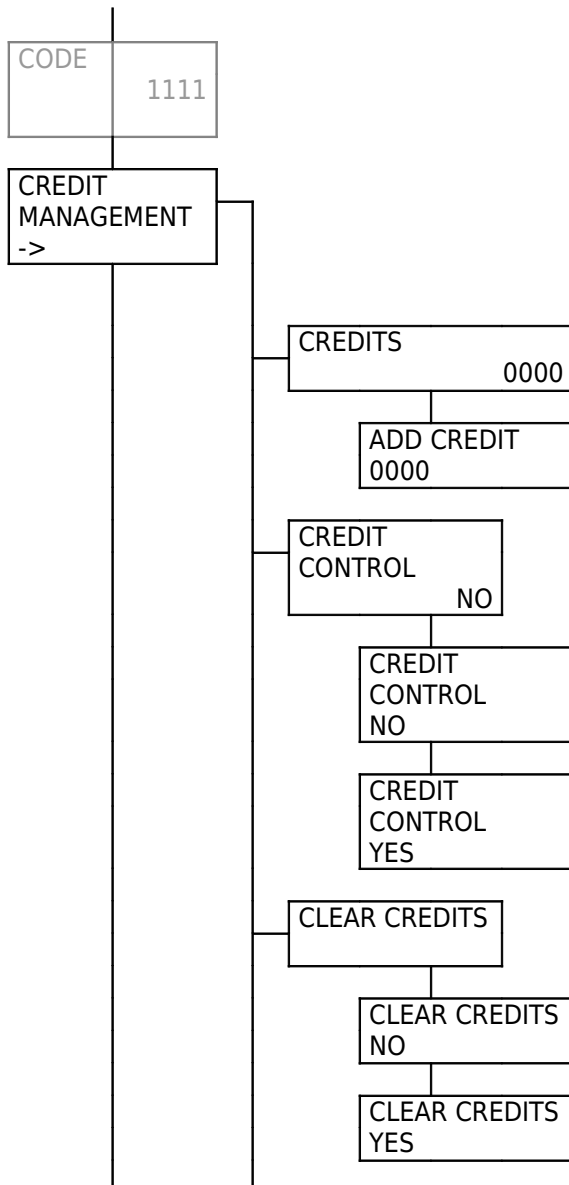 CODE
1111
CREDIT
MANAGEMENT
->
CREDITS
0000
ADD CREDIT
0000
CREDIT
CONTROL
NO
CREDIT
CONTROL
NO
CREDIT
CONTROL
YES
CLEAR CREDITS
CLEAR CREDITS
NO
CLEAR CREDITS
YES